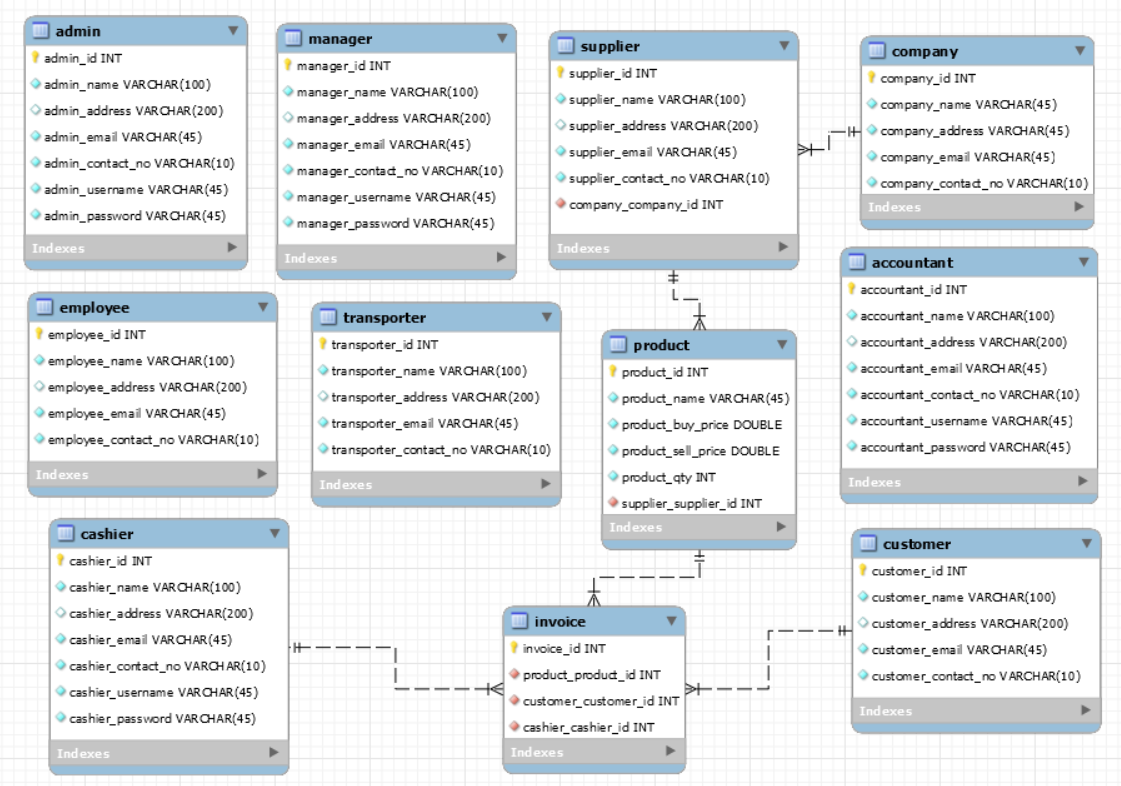 admin
admin_id INT
admin_name VARCHAR(100)
admin_address VARCHAR(200)
admin_email VARCHAR(45)
admin_contact_no VARCHAR(10)
admin_username VARCHAR(45)
admin_password VARCHAR(45)
Indexes
manager
manager_id INT
manager_name VARCHAR(100)
manager_address VARCHAR(200)
manager_email VARCHAR(45)
manager_contact_no VARCHAR(10)
manager_username VARCHAR(45)
manager_password VARCHAR(45)
Indexes
supplier
supplier_id INT
supplier_name VARCHAR(100)
supplier_address VARCHAR(200)
supplier_email VARCHAR(45)
supplier_contact_no VARCHAR(10)
company_company_id INT
Indexes
company
company_id INT
company_name VARCHAR(45)
company_address VARCHAR(45)
company_email VARCHAR(45)
company_contact_no VARCHAR(10)
Indexes
employee
employee_id INT
employee_name VARCHAR(100)
employee_address VARCHAR(200)
employee_email VARCHAR(45)
employee_contact_no VARCHAR(10)
Indexes
transporter
transporter_id INT
transporter_name VARCHAR(100)
transporter_address VARCHAR(200)
transporter_email VARCHAR(45)
transporter_contact_no VARCHAR(10)
Indexes
product
product_id INT
product_name VARCHAR(45)
product_buy_price DOUBLE
product_sell_price DOUBLE
product_qty INT
supplier_supplier_id INT
Indexes
accountant
accountant_id INT
accountant_name VARCHAR(100)
accountant_address VARCHAR(200)
accountant_email VARCHAR(45)
accountant_contact_no VARCHAR(10)
accountant_username VARCHAR(45)
accountant_password VARCHAR(45)
Indexes
cashier
cashier_id INT
cashier_name VARCHAR(100)
cashier_address VARCHAR(200)
cashier_email VARCHAR(45)
cashier_contact_no VARCHAR(10)
cashier_username VARCHAR(45)
cashier_password VARCHAR(45)
Indexes
invoice
invoice_id INT
product_product_id INT
customer_customer_id INT
cashier_cashier_id INT
Indexes
customer
customer_id INT
customer_name VARCHAR(100)
customer_address VARCHAR(200)
customer_email VARCHAR(45)
customer_contact_no VARCHAR(10)
Indexes